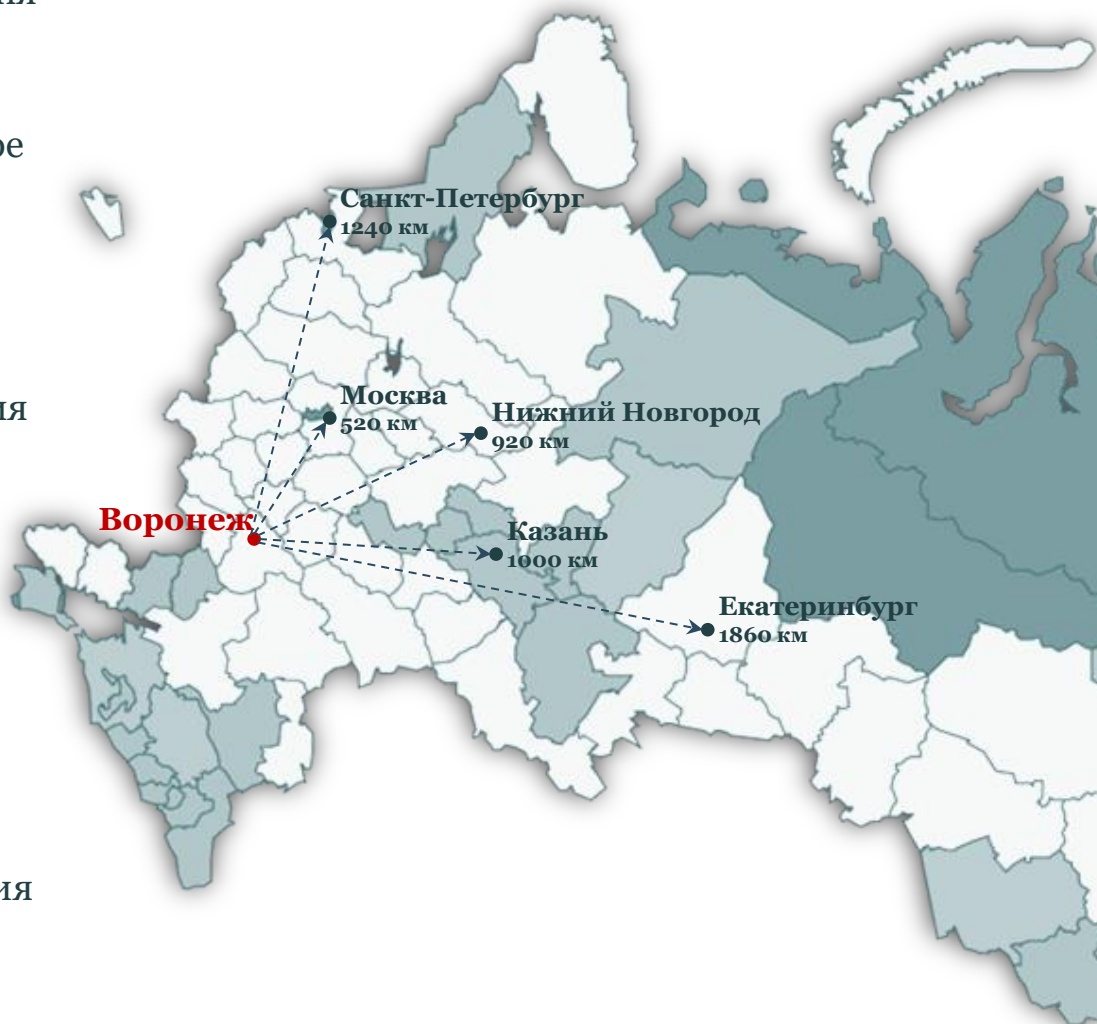 Санкт-Петербург
1240 км
Москва
520 км
Нижний Новгород
920 км
Воронеж
Казань
1000 км
Екатеринбург
1860 км